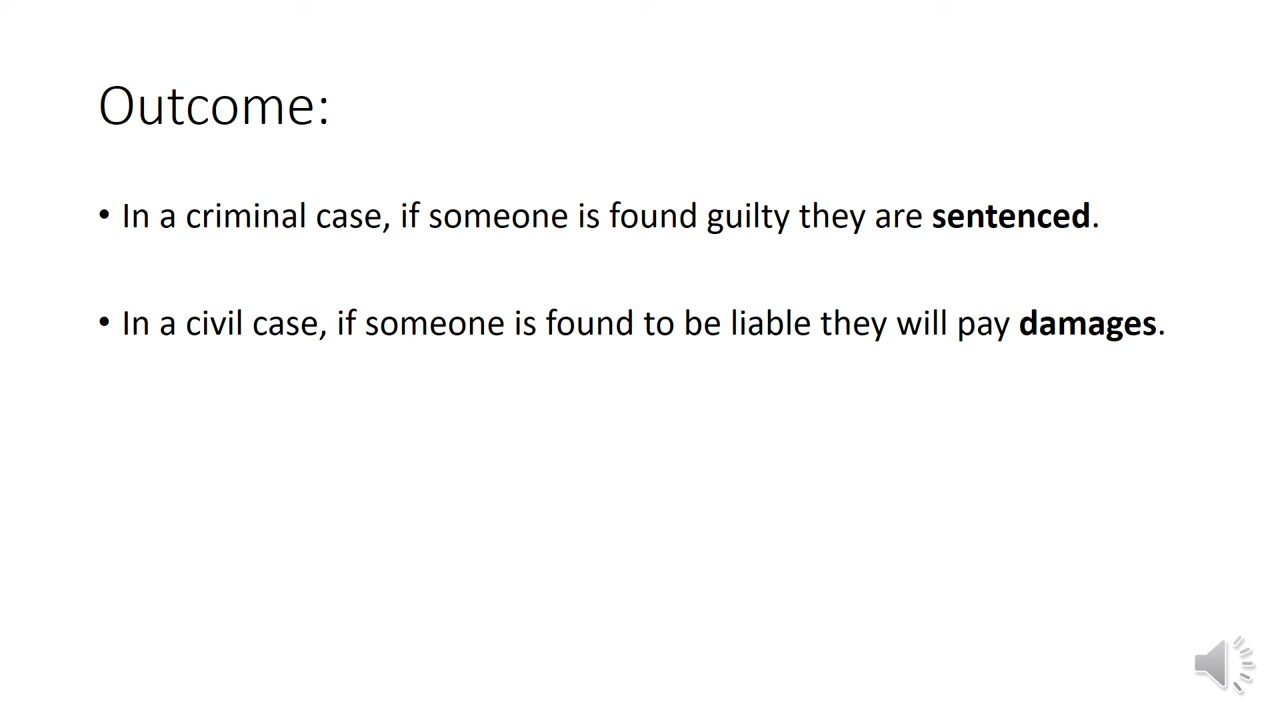 Outcome:
• In a criminal case, if someone is found guilty they are sentenced.
• In a civil case, if someone is found to be liable they will pay damages.